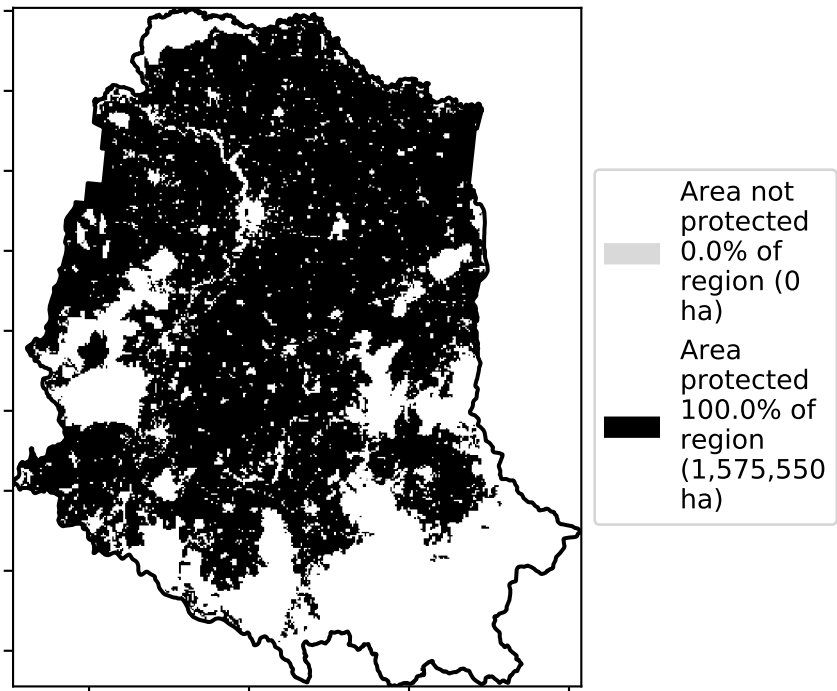 Area not
protected
0.0% of
region (0
ha)
Area
protected
100.0% of
region
(1,575,550
ha)